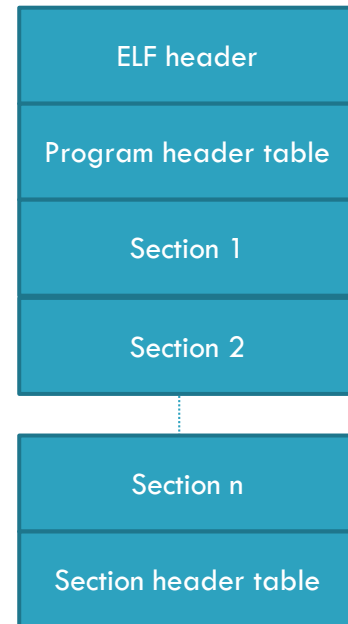 ELF header
Program header table
Section 1
Section 2
Section n
Section header table